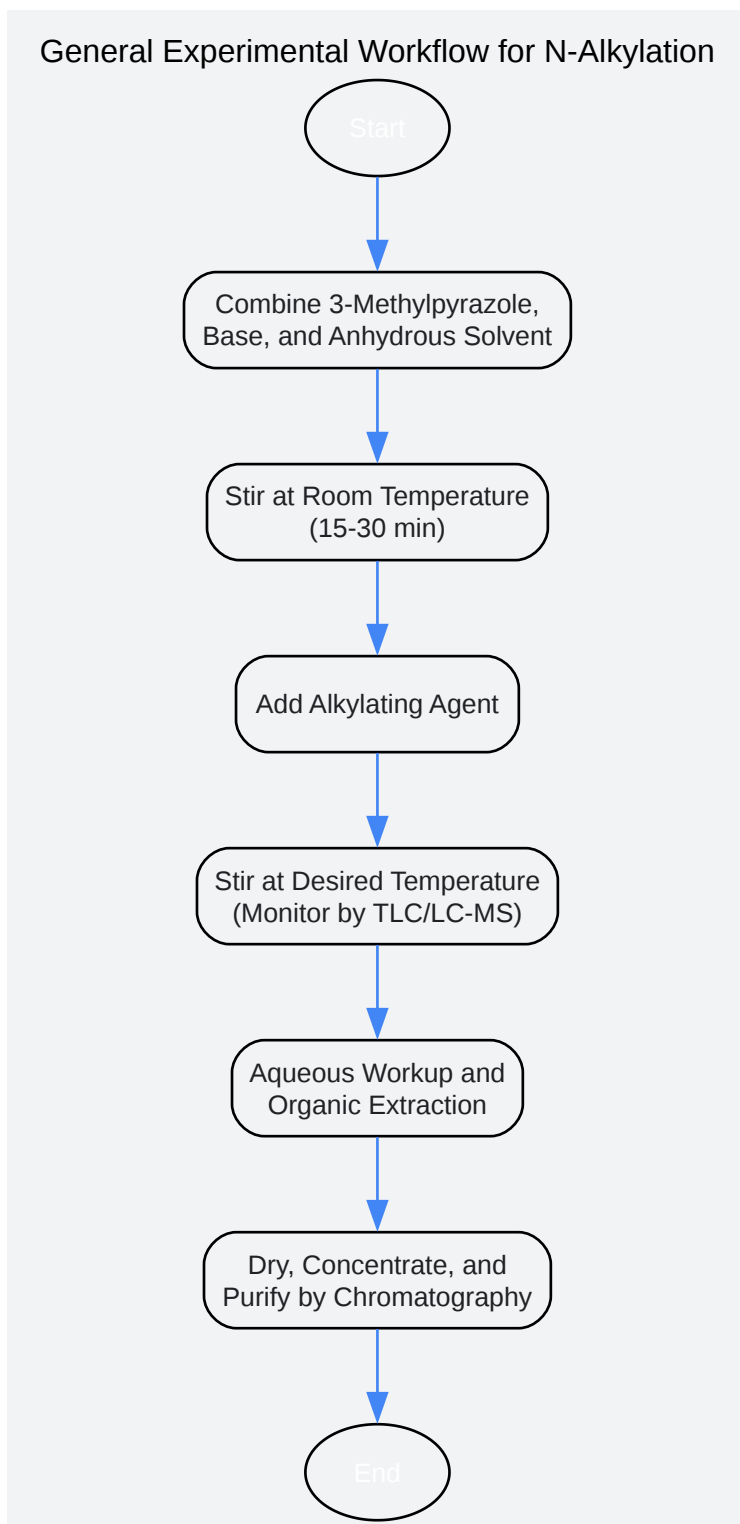 General Experimental Workflow for N-Alkylation
Start
Combine 3-Methylpyrazole,
Base, and Anhydrous Solvent
Stir at Room Temperature
(15-30 min)
Add Alkylating Agent
Stir at Desired Temperature
(Monitor by TLC/LC-MS)
Aqueous Workup and
Organic Extraction
Dry, Concentrate, and
Purify by Chromatography
End